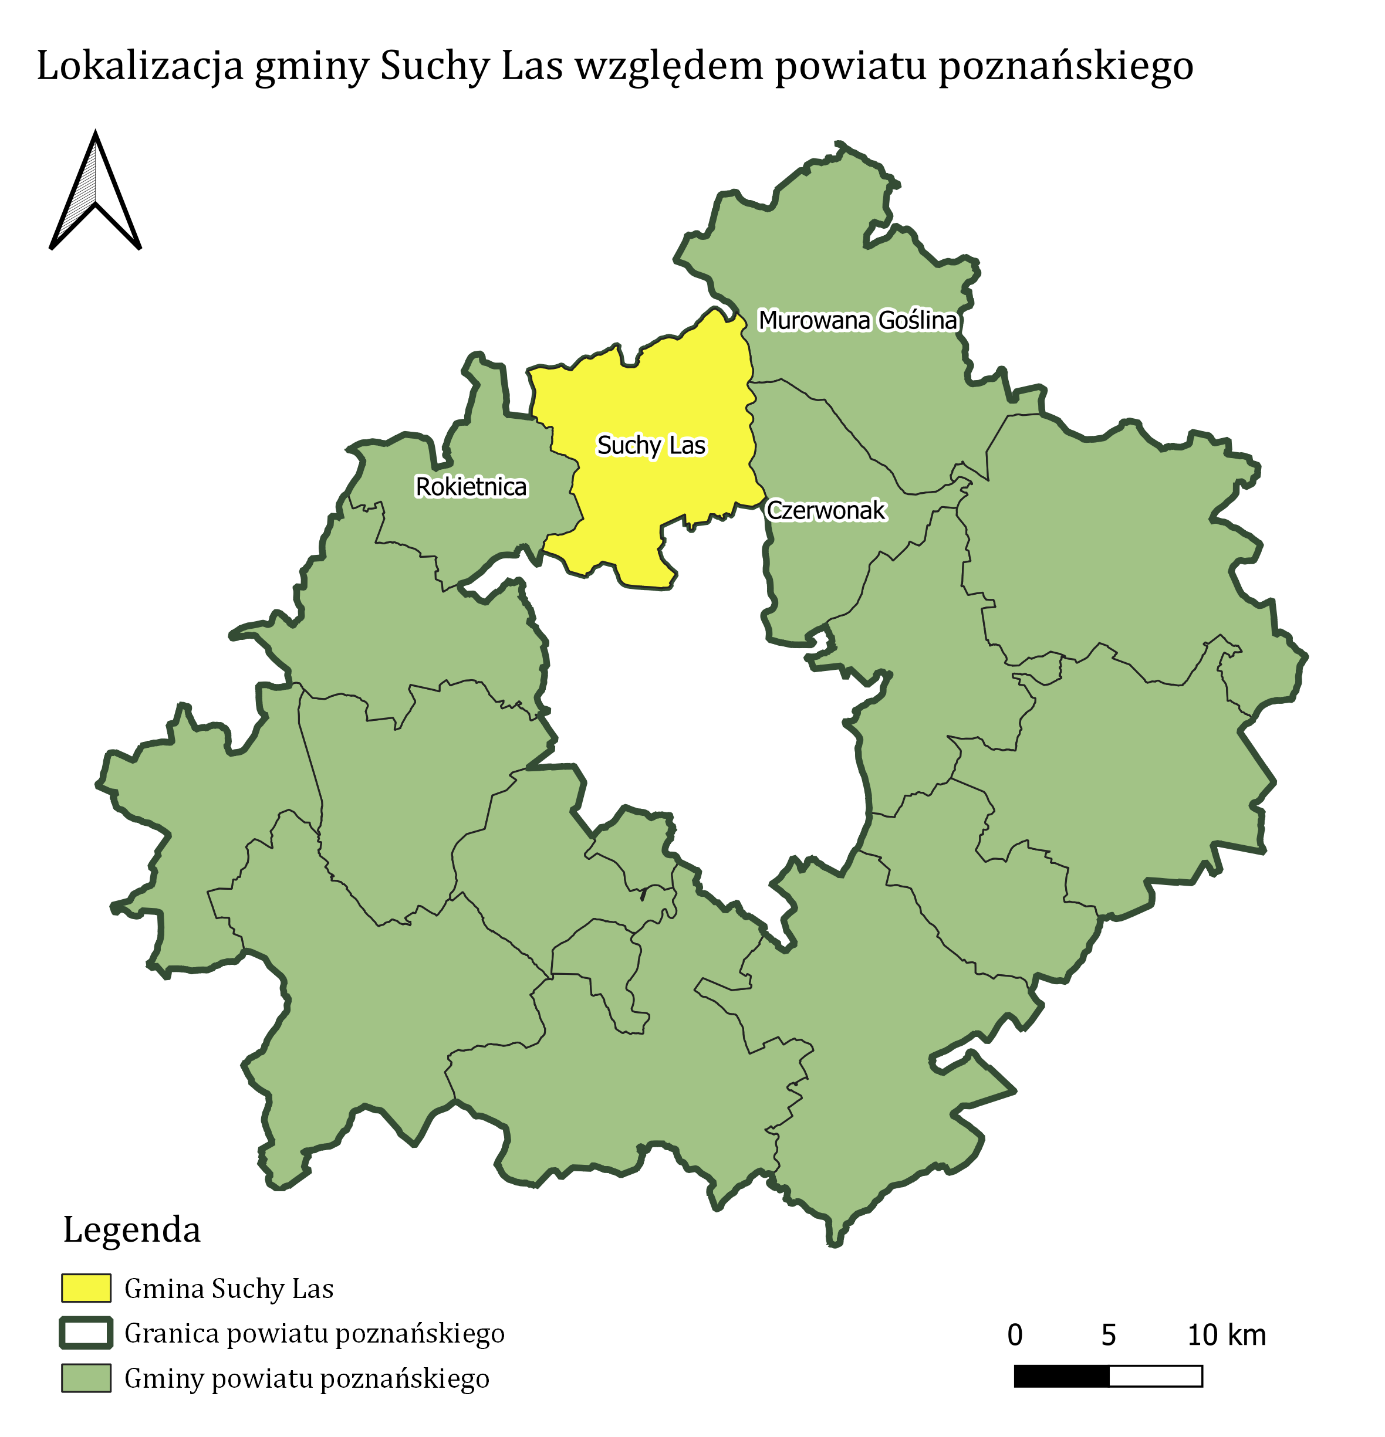 Lokalizacja gminy Suchy Las względem powiatu poznańskiego
Murowana Goślina
Suchy Las
Rokietnica
Czerwonak
Legenda
Gmina Suchy Las
Granica powiatu poznańskiego
Gminy powiatu poznańskiego
0 5 10 km